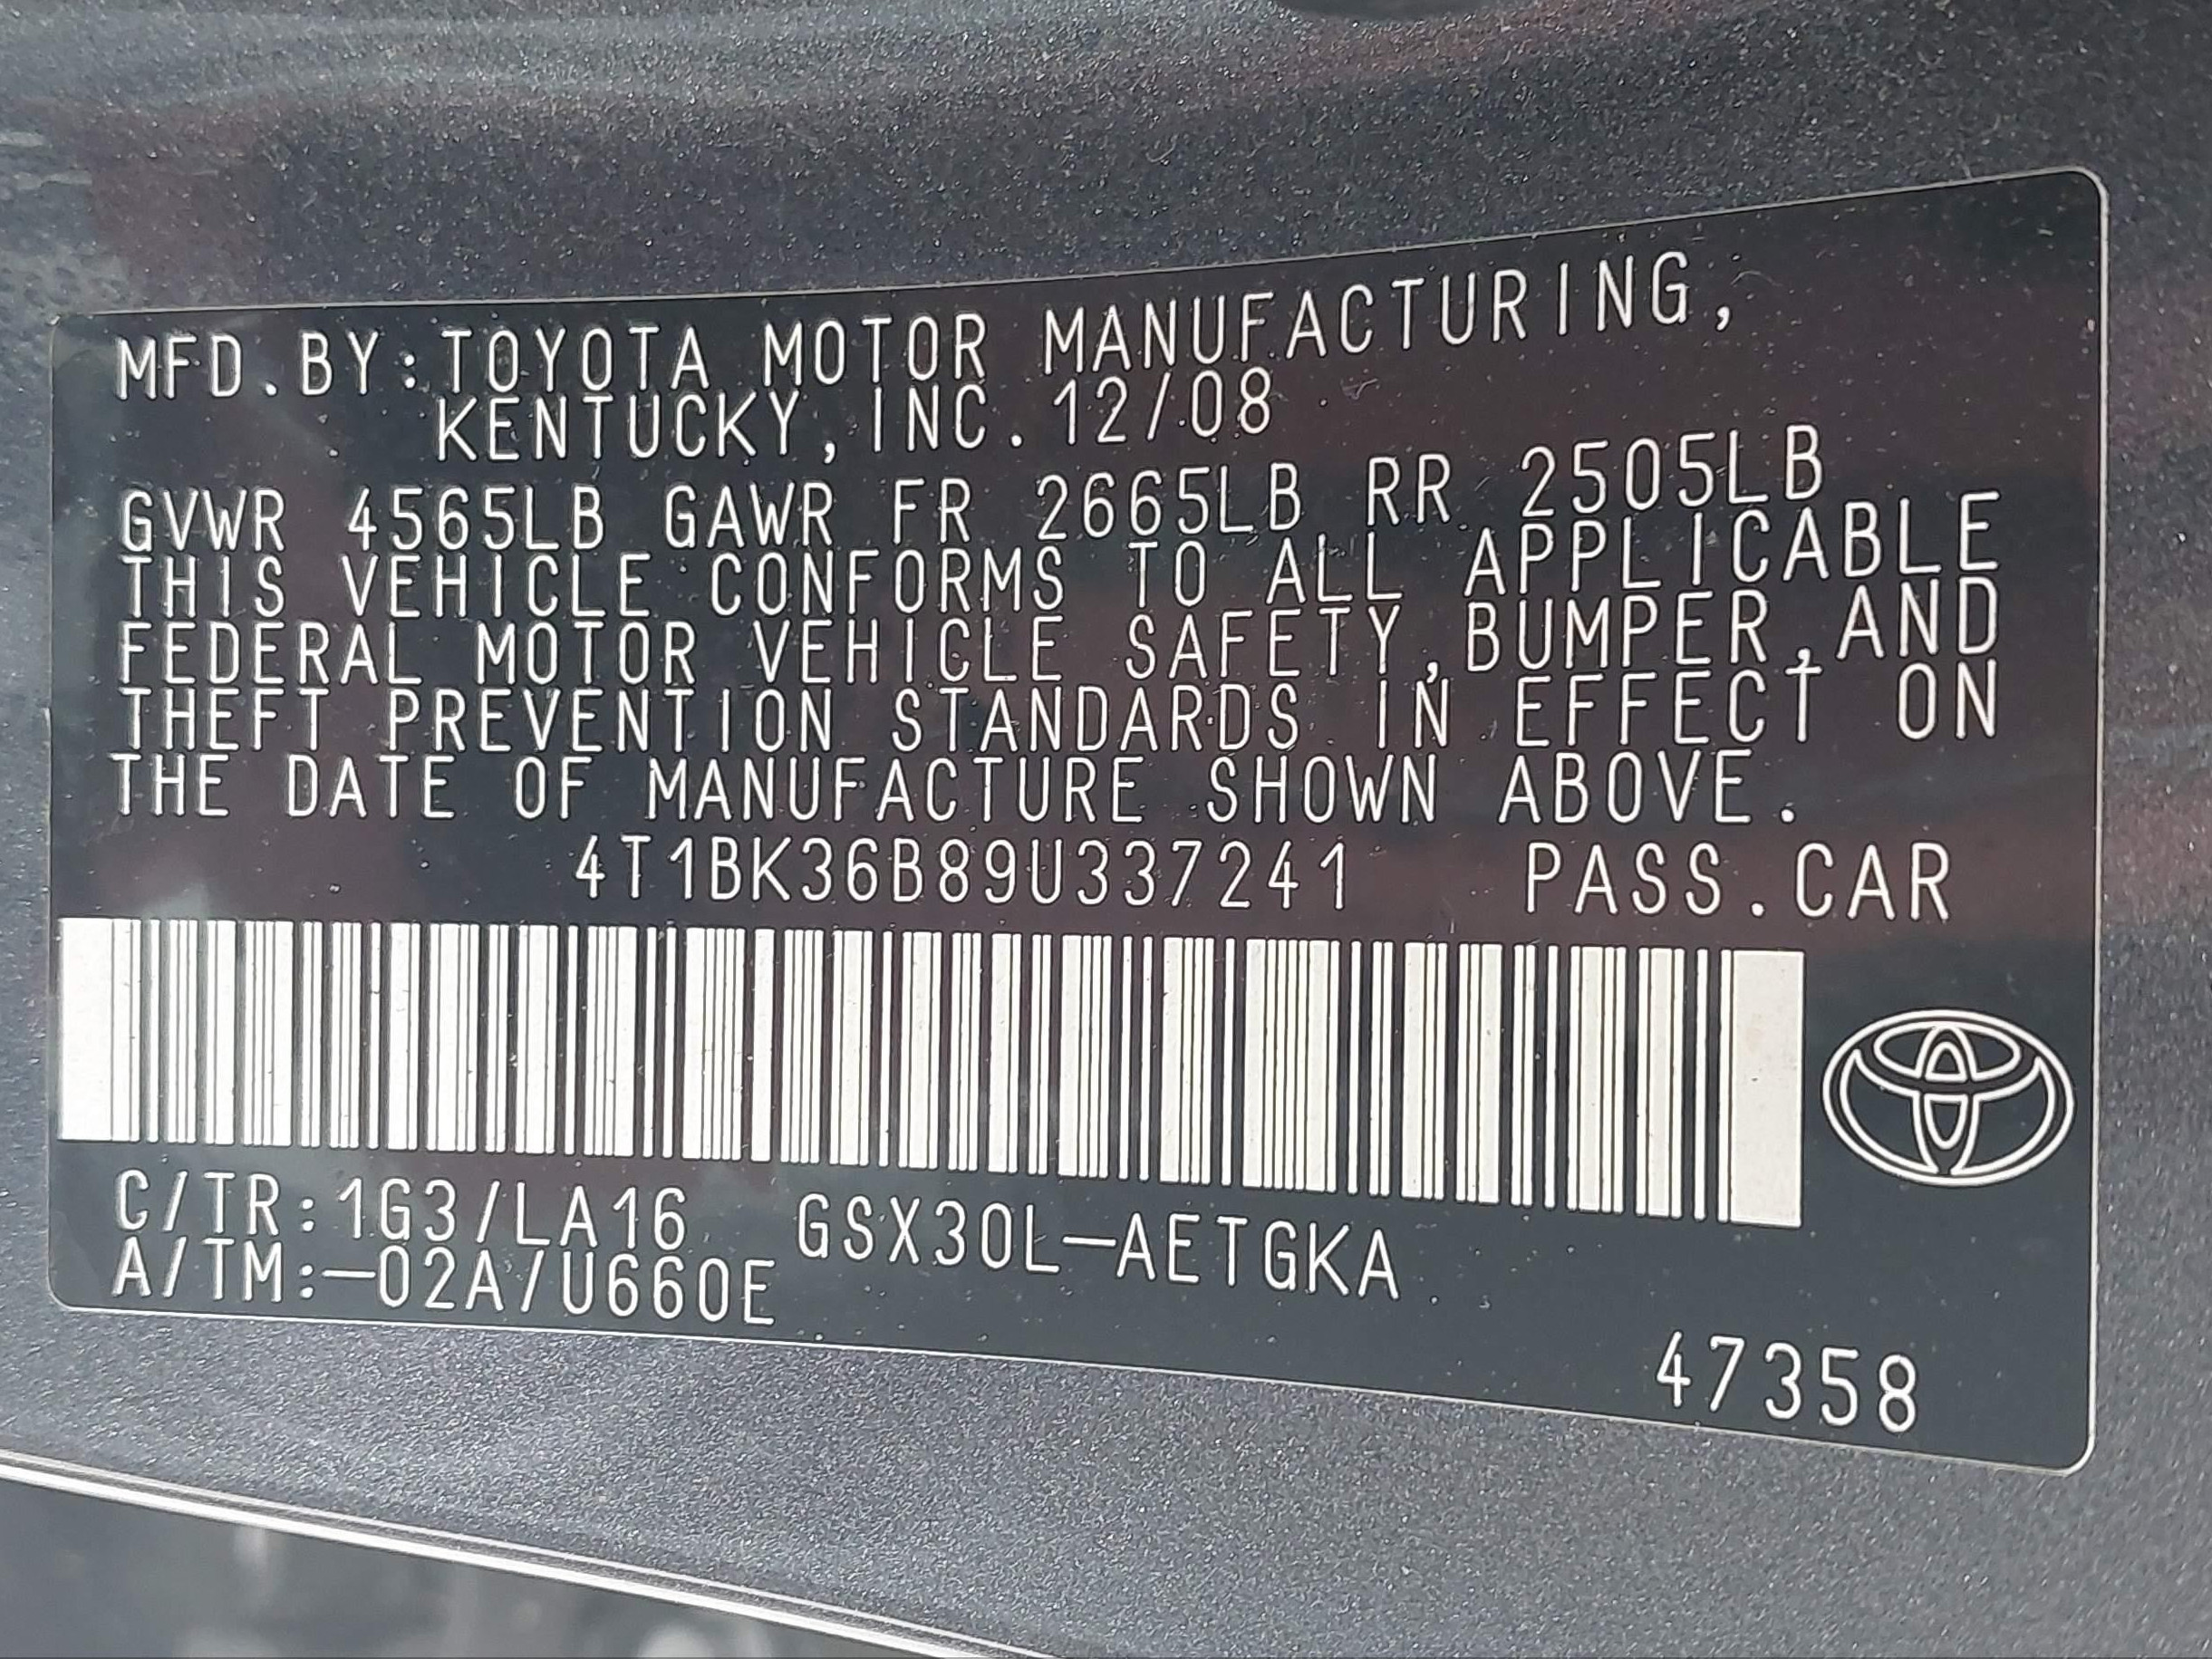 MFD.BY:TOYOTA MOTOR MANUFACTURING,
KENTUCKY,INC.12/08
GVWR 4565LB GAWR FR 2665LB RR 2505LB
THIS VEHICLE CONFORMS TO ALL APPLICABLE
FEDERAL MOTOR VEHICLE SAFETY,BUMPER,AND
THEFT PREVENTION STANDARDS IN EFFECT ON
THE DATE OF MANUFACTURE SHOWN ABOVE.
4T1BK36B89U337241 PASS.CAR
C/TR:1G3/LA16 GSX30L-AETGKA
A/TM:-02A/U660E
47358